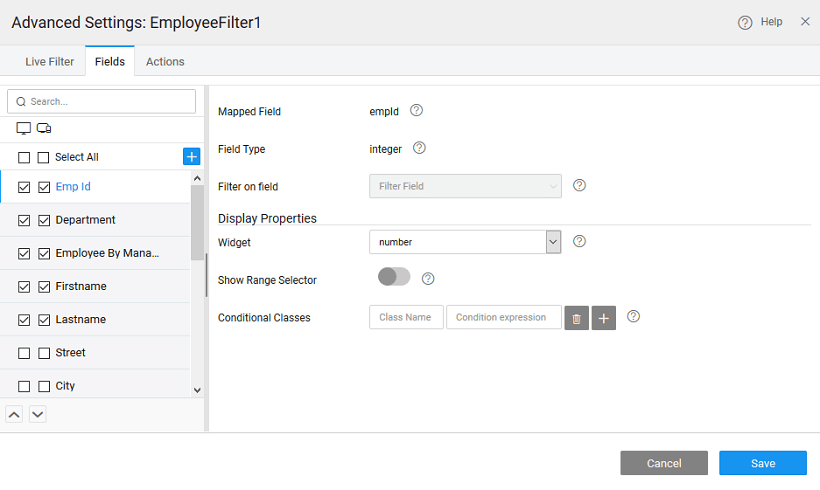 Advanced Settings: EmployeeFilter1
Help
Live Filter
Fields
Actions
Search...
Select All
Emp Id
Department
Employee By Mana...
Firstname
Lastname
Street
City
Mapped Field
empId
Field Type
integer
Filter on field
Filter Field
Display Properties
Widget
number
Show Range Selector
Conditional Classes
Class Name
Condition expression
Cancel
Save